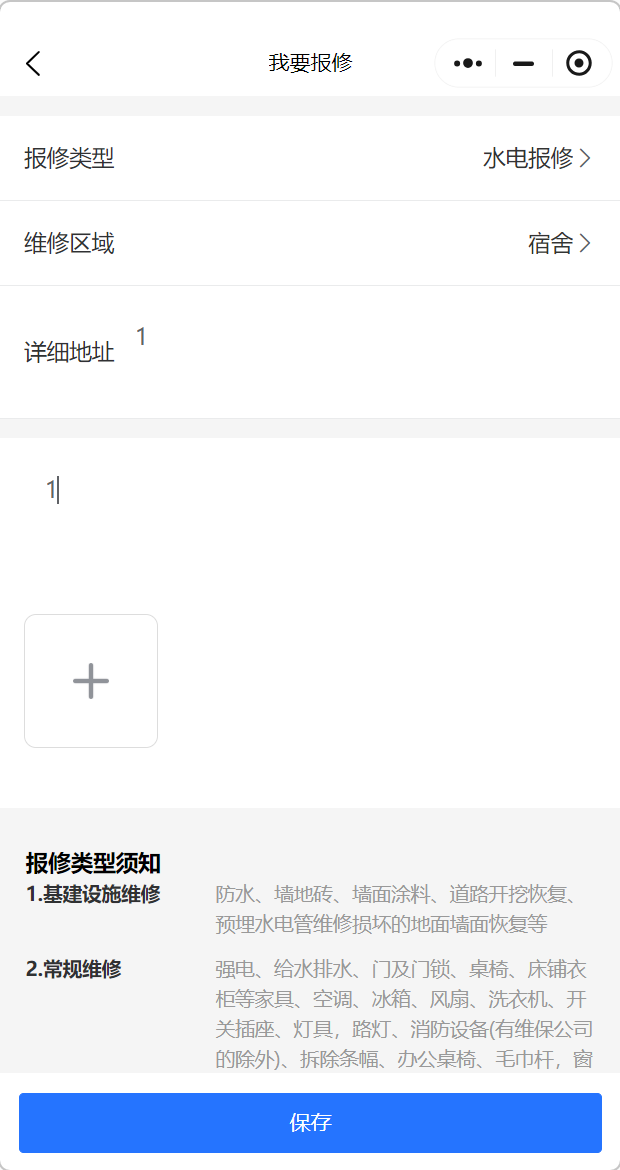 我要报修
报修类型 水电报修
维修区域 宿舍
详细地址 1
1
报修类型须知
1.基建设施维修 防水、墙地砖、墙面涂料、道路开挖恢复、
预埋水电管维修损坏的地面墙面恢复等
2.常规维修 强电、给水排水、门及门锁、桌椅、床铺衣
柜等家具、空调、冰箱、风扇、洗衣机、开
关插座、灯具，路灯、消防设备(有维保公司
的除外)、拆除条幅、办公桌椅、毛巾杆，窗
保存